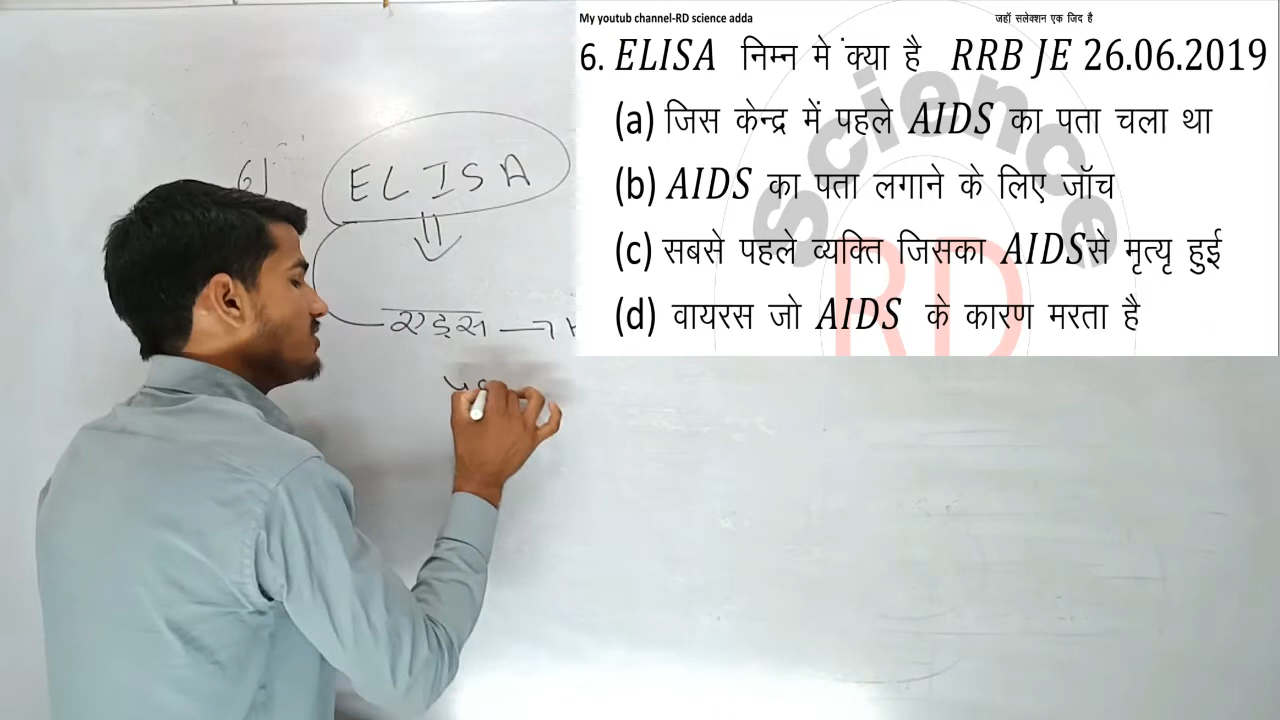 My youtub channel-RD science adda
जहाँ सलेक्शन एक जिद है
6. ELISA निम्न मे क्या है RRB JE 26.06.2019
(a) जिस केन्द्र में पहले AIDS का पता चला था
(b) AIDS का पता लगाने के लिए जॉच
(c) सबसे पहले व्यक्ति जिसका AIDSसे मृत्यृ हुई
(d) वायरस जो AIDS के कारण मरता है
science
RD
6)
ELISA
एड्स →